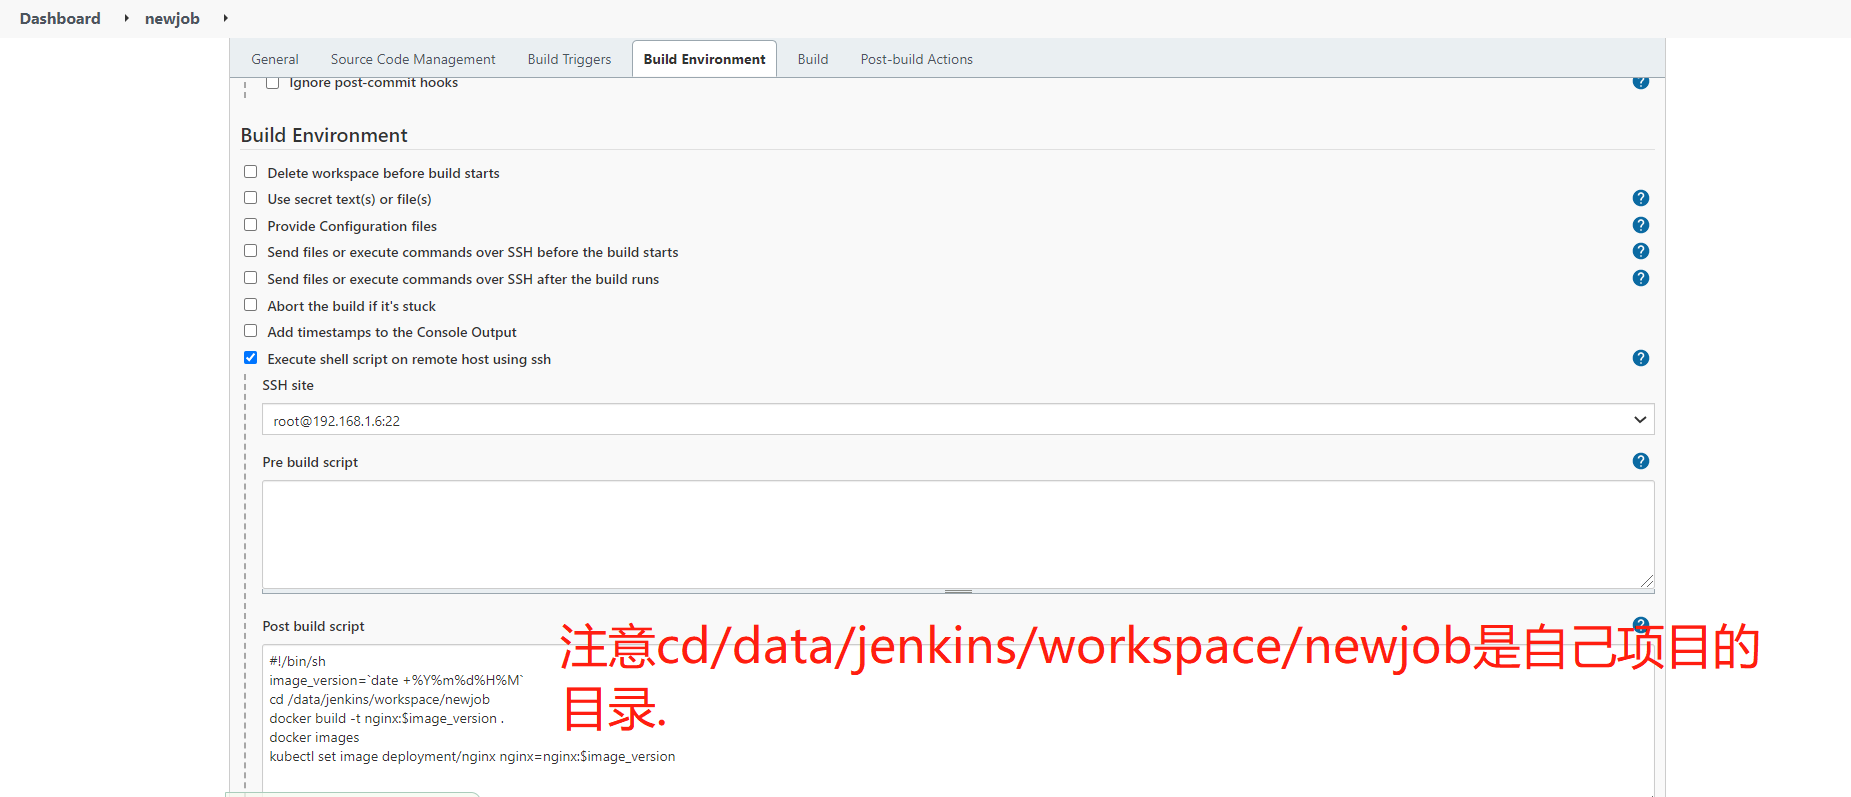 Dashboard newjob
General Source Code Management Build Triggers Build Environment Build Post-build Actions
Ignore post-commit hooks
Build Environment
Delete workspace before build starts
Use secret text(s) or file(s)
Provide Configuration files
Send files or execute commands over SSH before the build starts
Send files or execute commands over SSH after the build runs
Abort the build if it's stuck
Add timestamps to the Console Output
Execute shell script on remote host using ssh
SSH site
root@192.168.1.6:22
Pre build script
Post build script
#!/bin/sh
image_version=`date +%Y%m%d%H%M`
cd /data/jenkins/workspace/newjob
docker build -t nginx:$image_version .
docker images
kubectl set image deployment/nginx nginx=nginx:$image_version
注意cd/data/jenkins/workspace/newjob是自己项目的
目录.